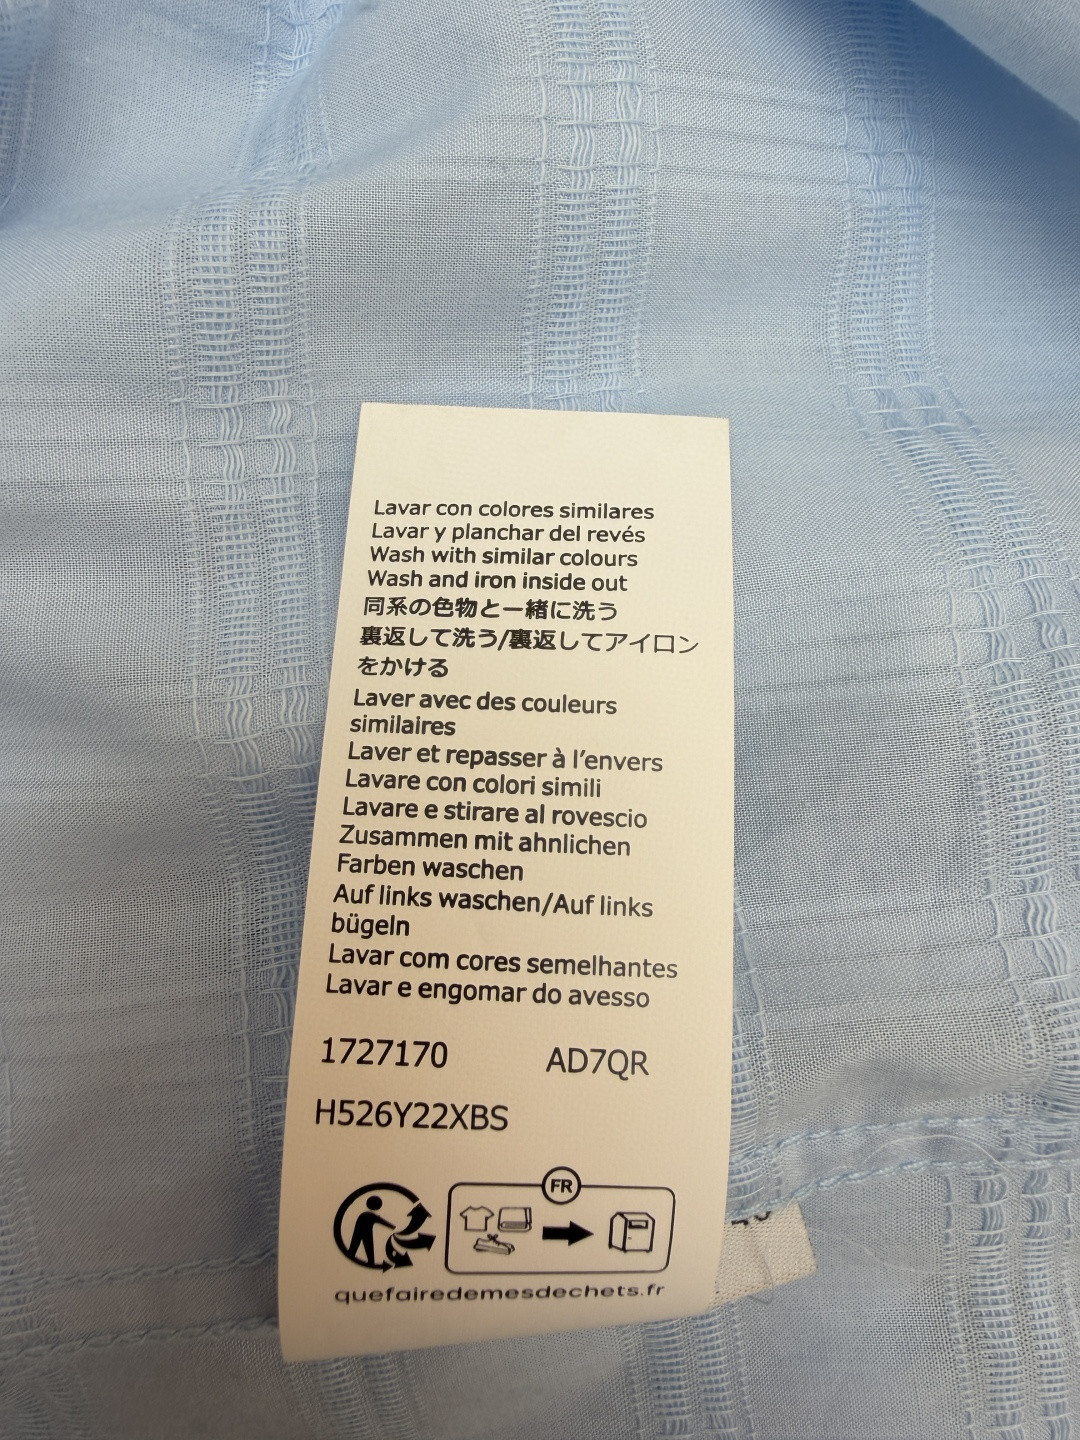 Lavar con colores similares
Lavar y planchar del revés
Wash with similar colours
Wash and iron inside out
同系の色物と一緒に洗う
裏返して洗う/裏返してアイロン
をかける
Laver avec des couleurs
similaires
Laver et repasser à l'envers
Lavare con colori simili
Lavare e stirare al rovescio
Zusammen mit ahnlichen
Farben waschen
Auf links waschen/Auf links
bügeln
Lavar com cores semelhantes
Lavar e engomar do avesso
1727170 AD7QR
H526Y22XBS
FR
quefairedemesdechets.fr